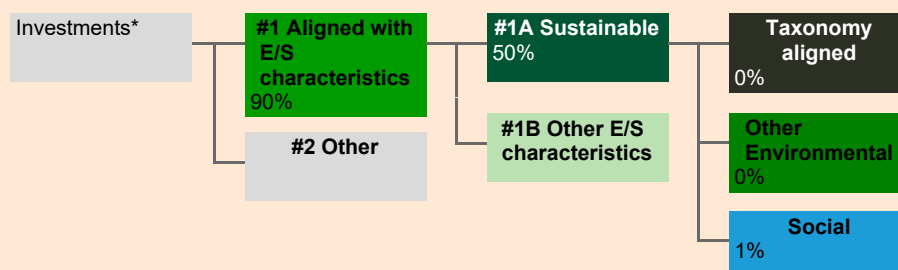 Investments*
#1 Aligned with
E/S
characteristics
90%
#2 Other
#1A Sustainable
50%
#1B Other E/S
characteristics
Taxonomy
aligned
0%
Other
Environmental
0%
Social
1%